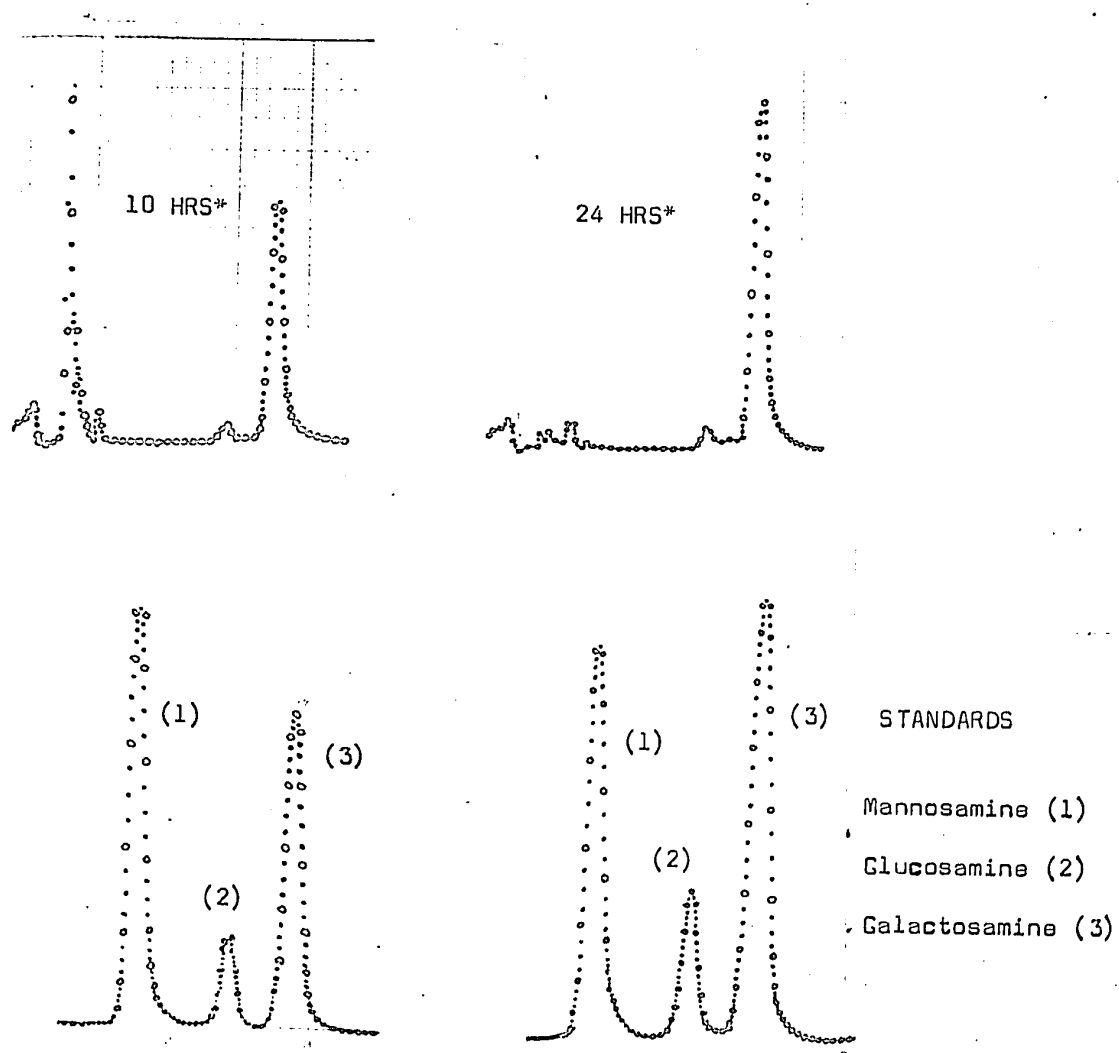 10 HRS*
24 HRS*
(1)
(2)
(3)
(1)
(2)
(3)
STANDARDS
Mannosamine (1)
Glucosamine (2)
Galactosamine (3)